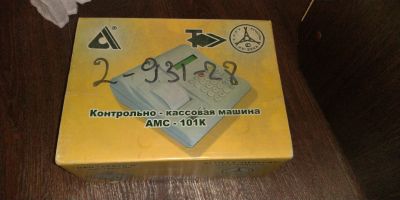 2-931-28
Контрольно - кассовая машина
АМС - 101К